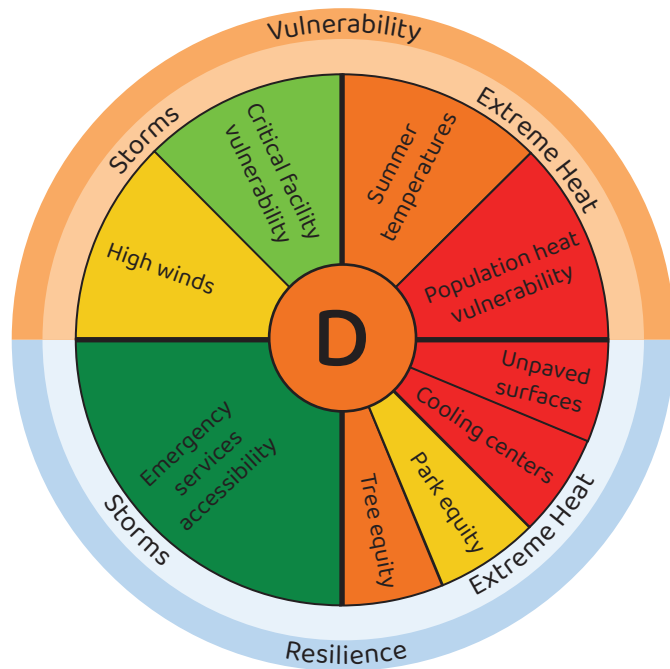 Vulnerability
Storms
Extreme Heat
Critical facility
vulnerability
Summer
temperatures
High winds
Population heat
vulnerability
D
Unpaved
surfaces
Cooling centers
Emergency
services
accessibility
Park equity
Tree equity
Storms
Extreme Heat
Resilience